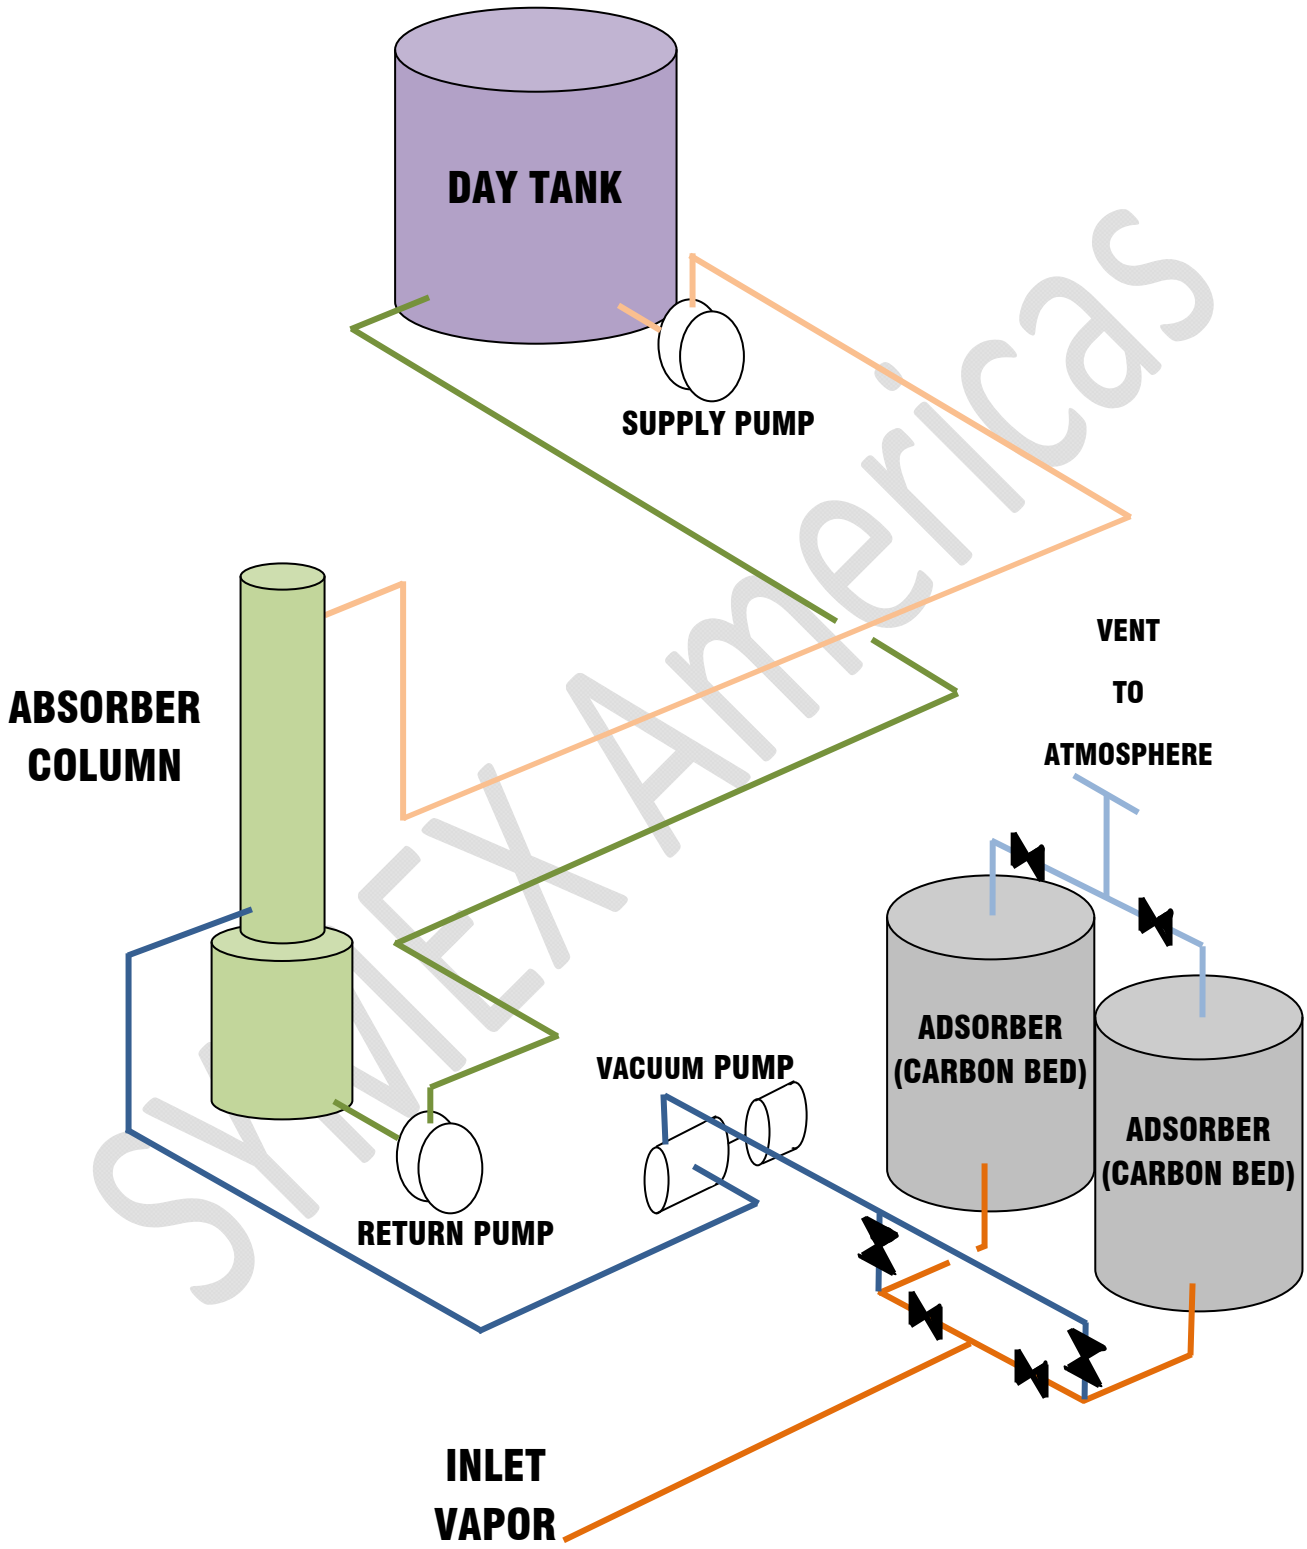 DAY TANK
SUPPLY PUMP
VENT
TO
ATMOSPHERE
ABSORBER
COLUMN
ADSORBER
(CARBON BED)
VACUUM PUMP
ADSORBER
(CARBON BED)
RETURN PUMP
INLET
VAPOR
SYMEX Americas